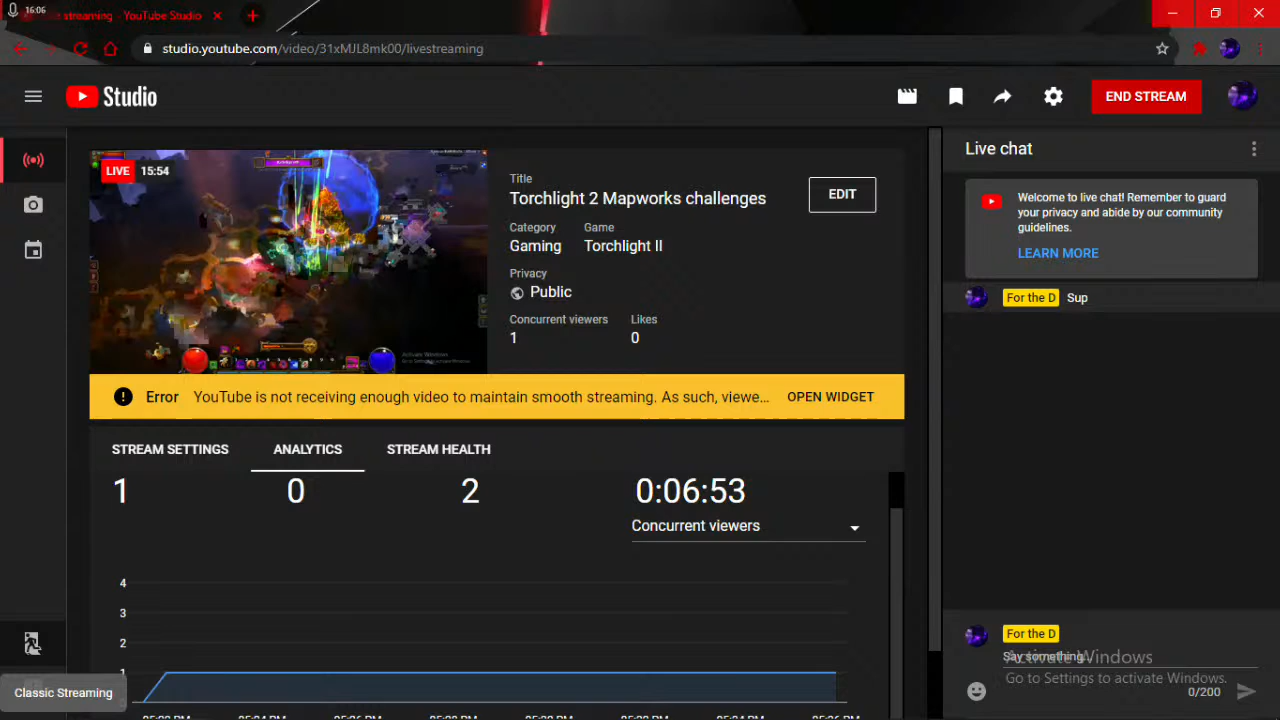 16:06
streaming - YouTube Studio
studio.youtube.com/video/31xMJL8mk00/livestreaming
Studio
END STREAM
LIVE 15:54
Title
Torchlight 2 Mapworks challenges
EDIT
Category Game
Gaming Torchlight II
Privacy
Public
Concurrent viewers Likes
1 0
Activate Windows
Error YouTube is not receiving enough video to maintain smooth streaming. As such, viewe... OPEN WIDGET
STREAM SETTINGS ANALYTICS STREAM HEALTH
1 0 2 0:06:53
Concurrent viewers
4
3
2
1
Classic Streaming
Live chat
Welcome to live chat! Remember to guard
your privacy and abide by our community
guidelines.
LEARN MORE
For the D Sup
For the D
Say something...
Activate Windows
Go to Settings to activate Windows.
0/200